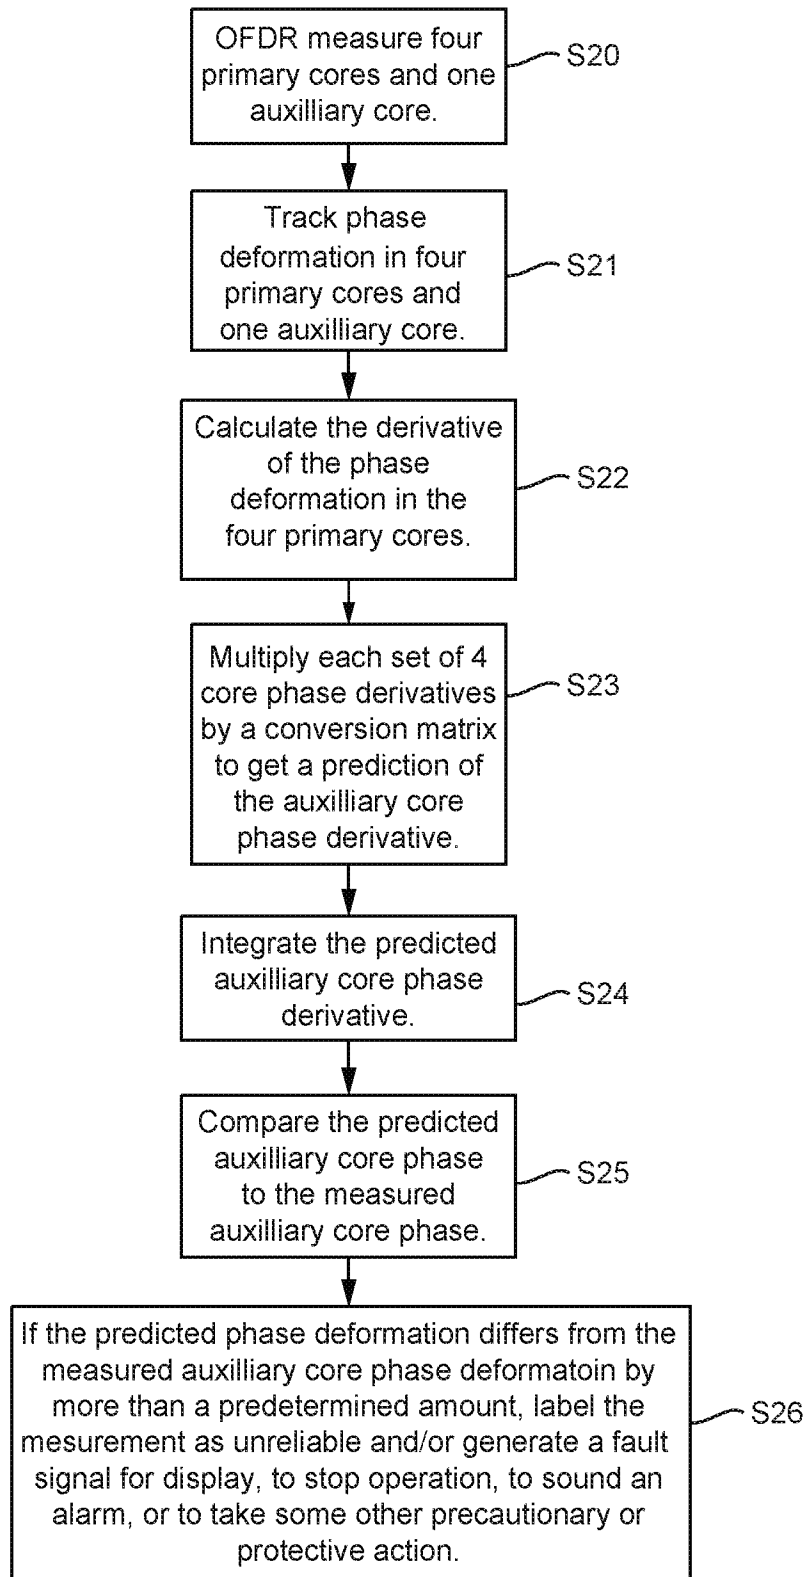 OFDR measure four
primary cores and one
auxilliary core.
S20
Track phase
deformation in four
primary cores and
one auxilliary core.
S21
Calculate the derivative
of the phase
deformation in the
four primary cores.
S22
Multiply each set of 4
core phase derivatives
by a conversion matrix
to get a prediction of
the auxilliary core
phase derivative.
S23
Integrate the predicted
auxilliary core phase
derivative.
S24
Compare the predicted
auxilliary core phase
to the measured
auxilliary core phase.
S25
If the predicted phase deformation differs from the
measured auxilliary core phase deformatoin by
more than a predetermined amount, label the
mesurement as unreliable and/or generate a fault
signal for display, to stop operation, to sound an
alarm, or to take some other precautionary or
protective action.
S26